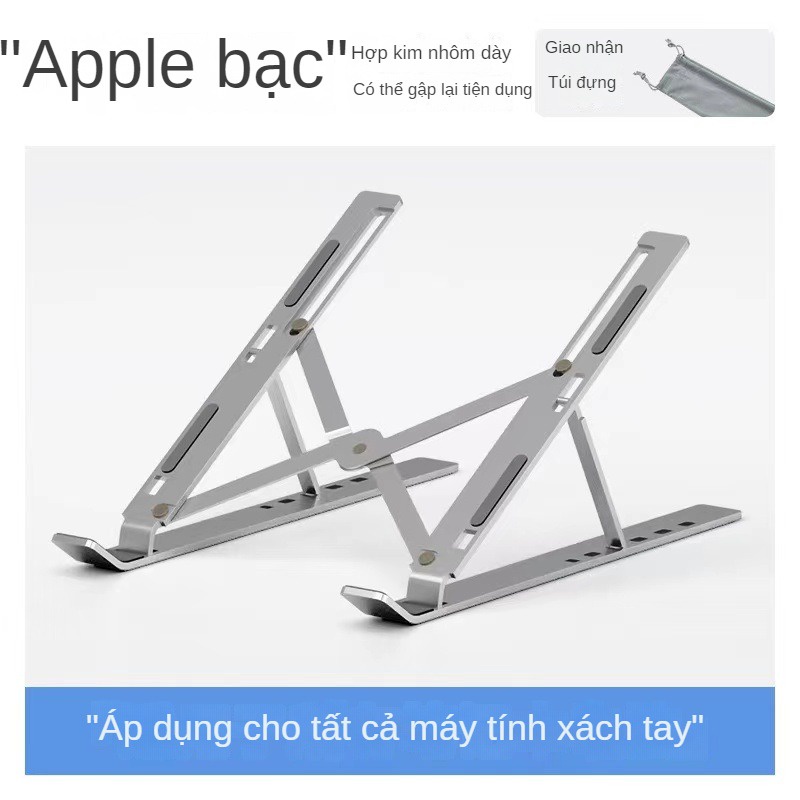 "Apple bạc"
Hợp kim nhôm dày
Có thể gập lại tiện dụng
Giao nhận
Túi đựng
"Áp dụng cho tất cả máy tính xách tay"